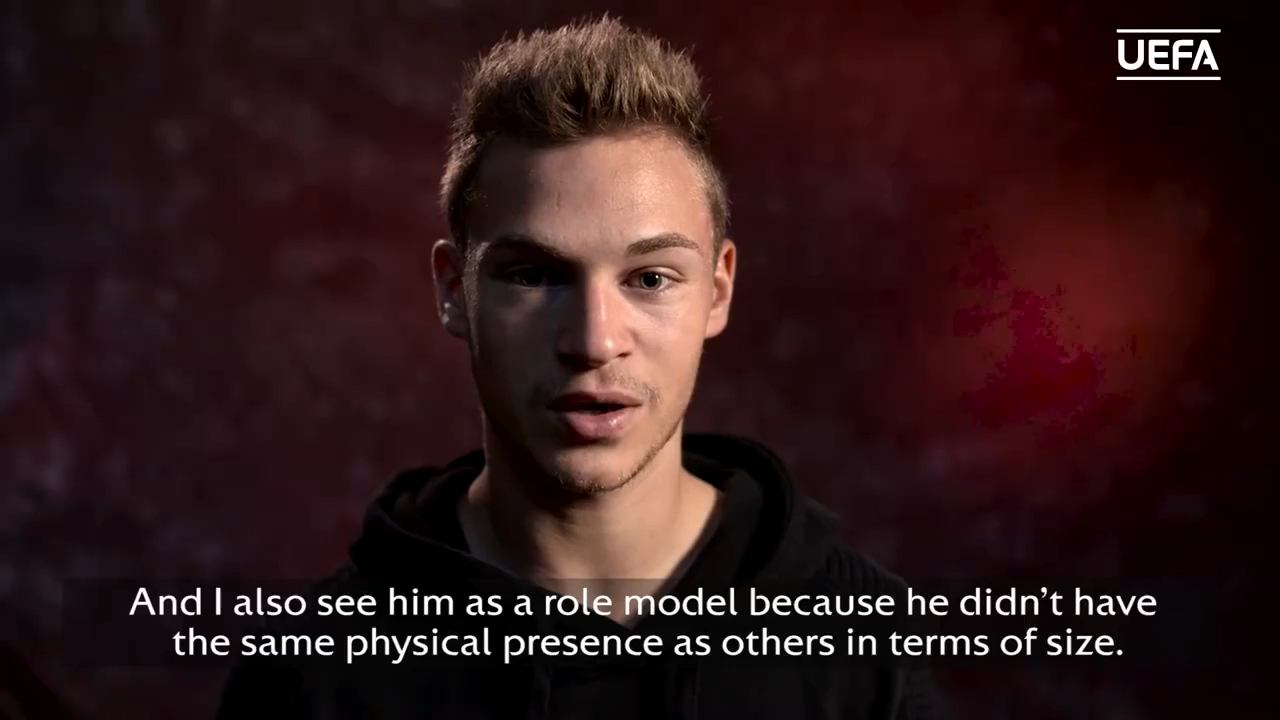 UEFA
And I also see him as a role model because he didn’t have
the same physical presence as others in terms of size.